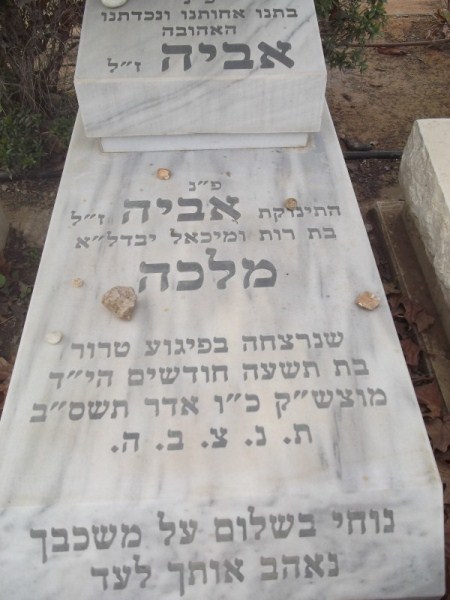 בתנו אחותנו ונכדתנו
האהובה
אביה ז״ל
פ״נ
התינוקת אביה ז״ל
בת רות ומיכאל יבדל״א
מלכה
שנרצחה בפיגוע טרור
בת תשעה חודשים הי״ד
מוצש״ק כ״ו אדר תשס״ב
ת. נ. צ. ב. ה.
נוחי בשלום על משכבך
נאהב אותך לעד